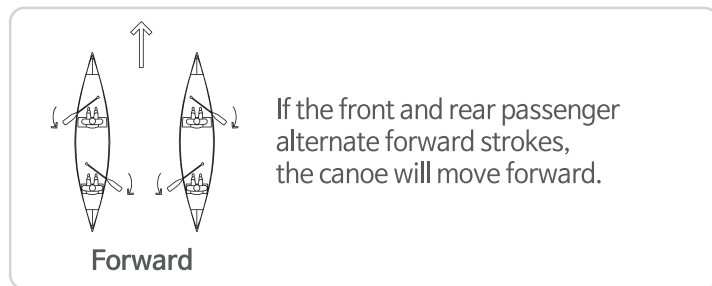 If the front and rear passenger
alternate forward strokes,
the canoe will move forward.
Forward